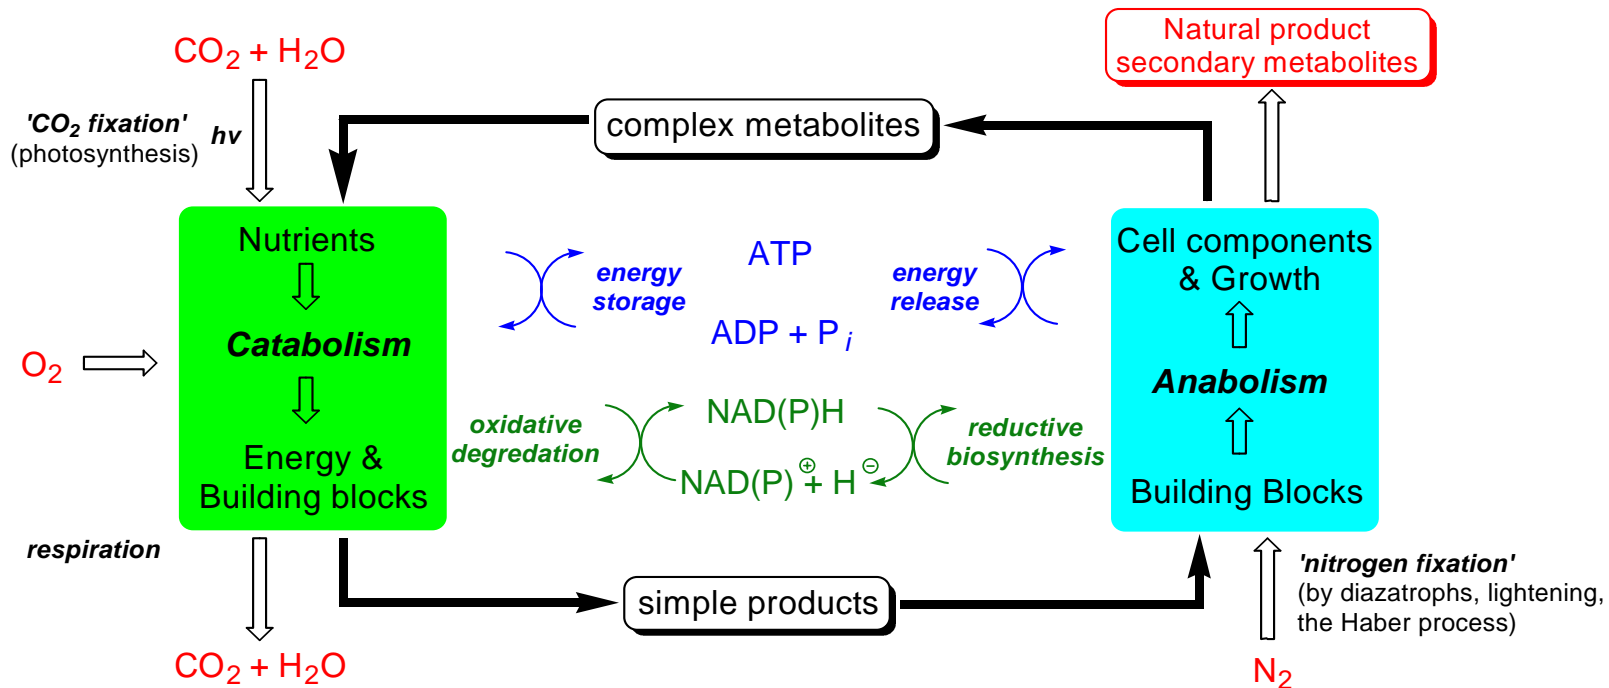 CO2 + H2O
'CO2 fixation'
(photosynthesis)
hv
complex metabolites
Natural product
secondary metabolites
Nutrients
Catabolism
Energy &
Building blocks
O2
energy
storage
ATP
ADP + Pi
energy
release
oxidative
degredation
NAD(P)H
NAD(P)⊕ + H⊖
reductive
biosynthesis
Cell components
& Growth
Anabolism
Building Blocks
respiration
CO2 + H2O
simple products
'nitrogen fixation'
(by diazatrophs, lightening,
the Haber process)
N2